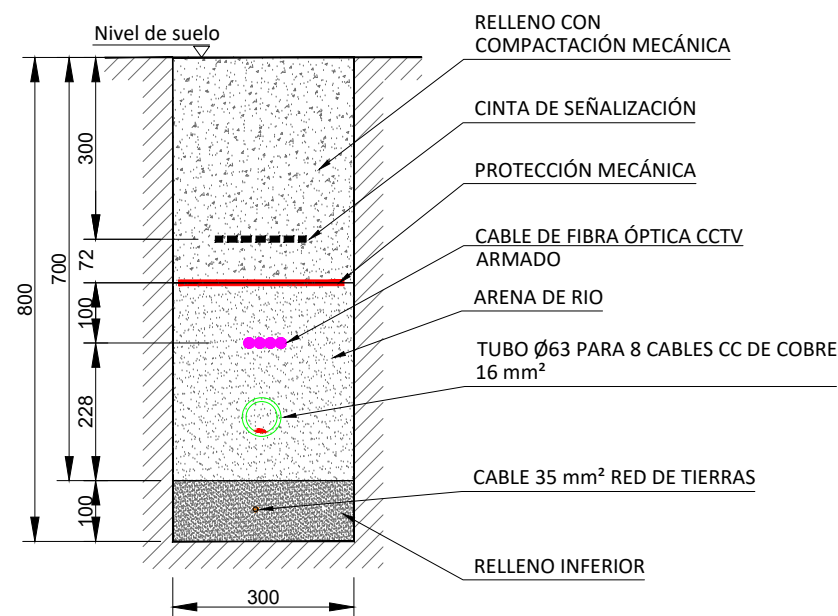 Nivel de suelo
RELLENO CON
COMPACTACIÓN MECÁNICA
CINTA DE SEÑALIZACIÓN
PROTECCIÓN MECÁNICA
CABLE DE FIBRA ÓPTICA CCTV
ARMADO
ARENA DE RIO
TUBO Ø63 PARA 8 CABLES CC DE COBRE
16 mm²
CABLE 35 mm² RED DE TIERRAS
RELLENO INFERIOR
800
700
300
72
100
228
100
300